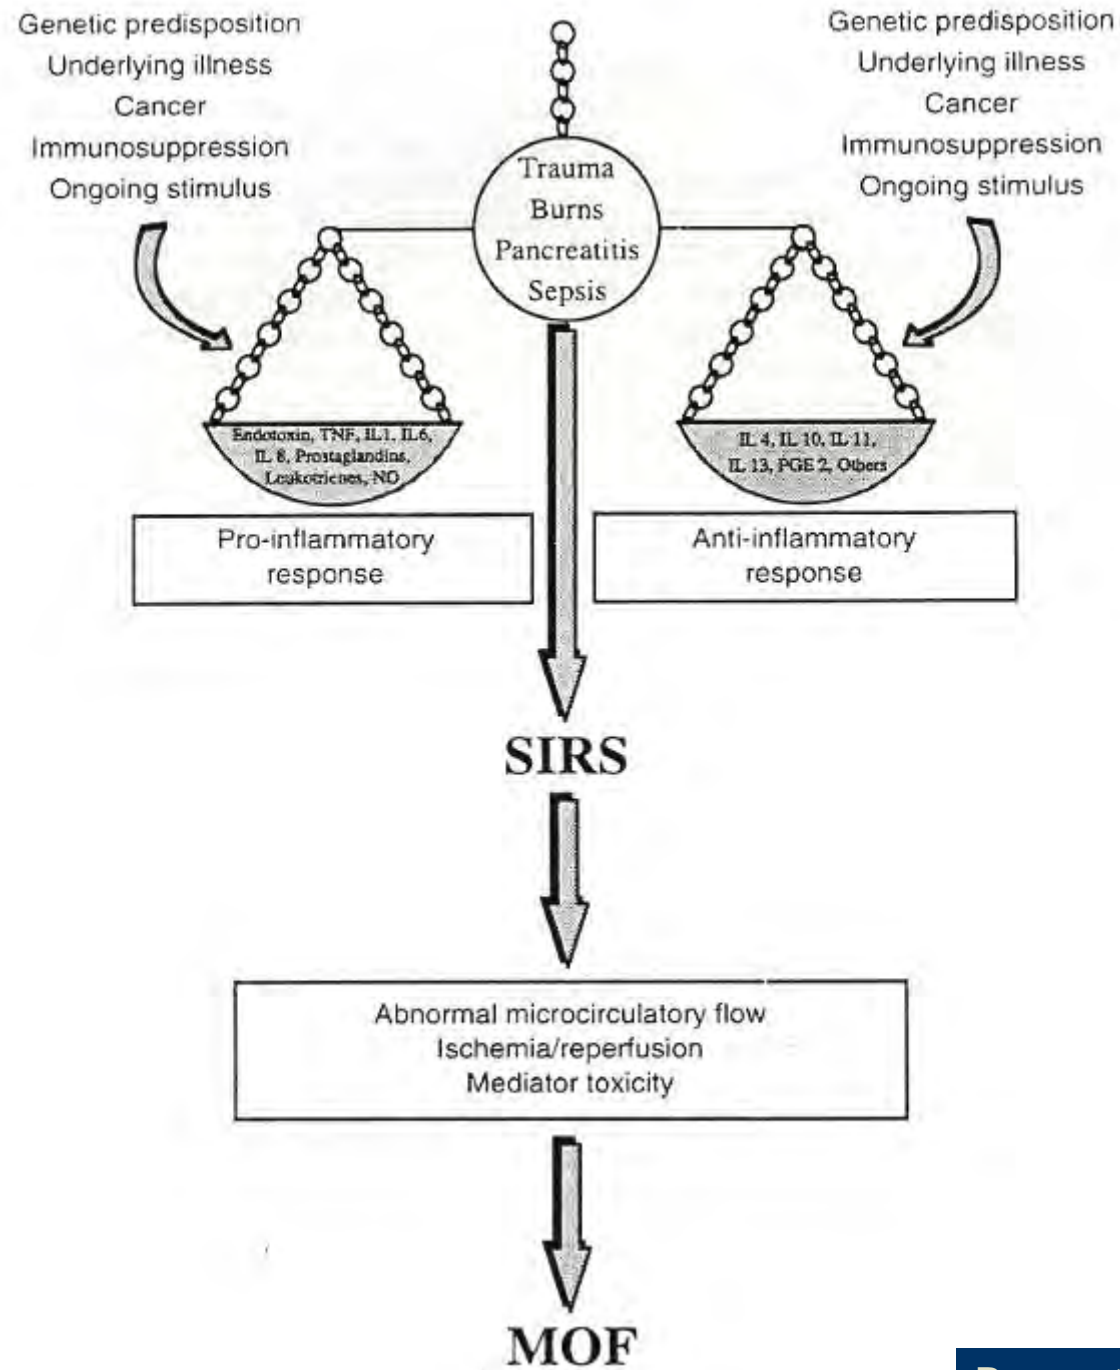 Genetic predisposition
Underlying illness
Cancer
Immunosuppression
Ongoing stimulus
Genetic predisposition
Underlying illness
Cancer
Immunosuppression
Ongoing stimulus
Trauma
Burns
Pancreatitis
Sepsis
Endotoxin, TNF, IL1, IL6,
IL 8, Prostaglandins,
Leukotrienes, NO
IL 4, IL 10, IL 11,
IL 13, PGE 2, Others
Pro-inflammatory
response
Anti-inflammatory
response
SIRS
Abnormal microcirculatory flow
Ischemia/reperfusion
Mediator toxicity
MOF